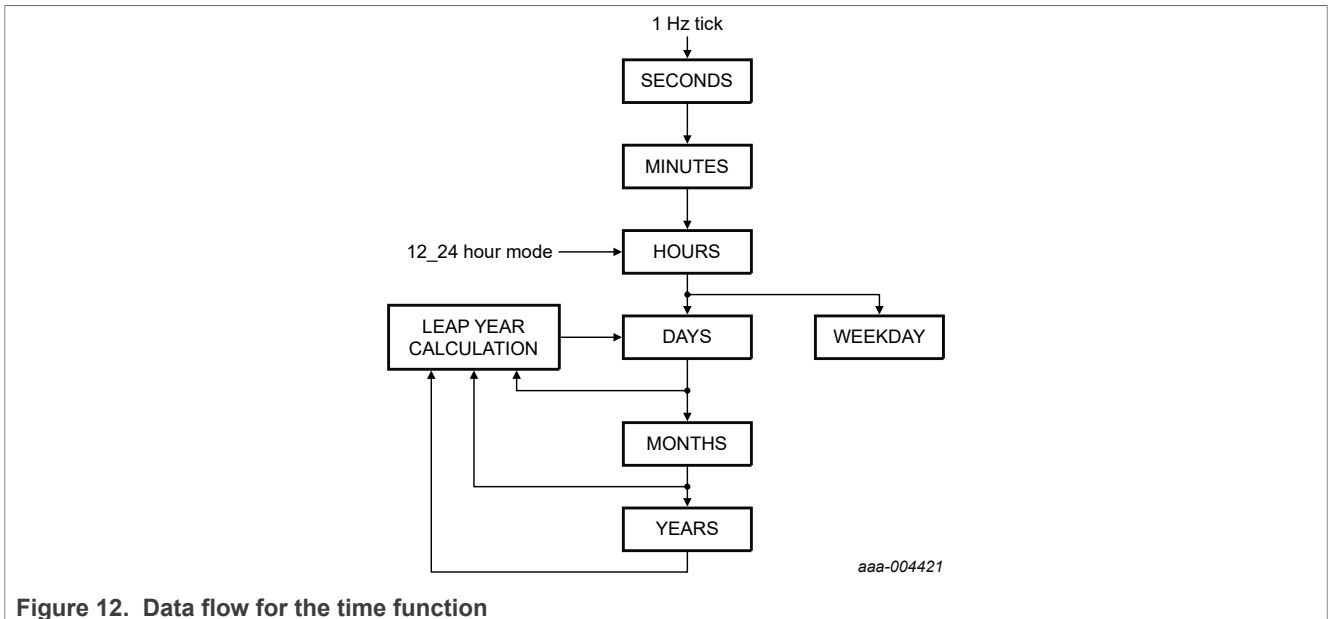 1 Hz tick
SECONDS
MINUTES
12_24 hour mode
HOURS
LEAP YEAR
CALCULATION
DAYS
WEEKDAY
MONTHS
YEARS
aaa-004421
Figure 12. Data flow for the time function